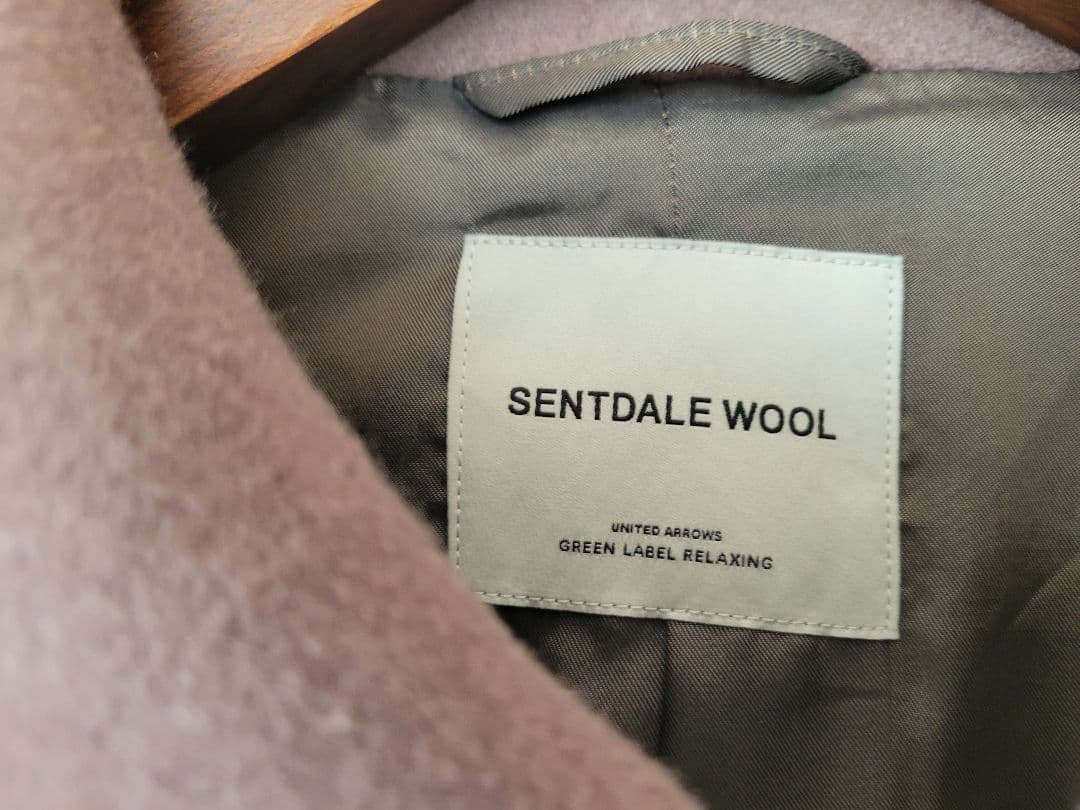 SENTDALE WOOL
UNITED ARROWS
GREEN LABEL RELAXING